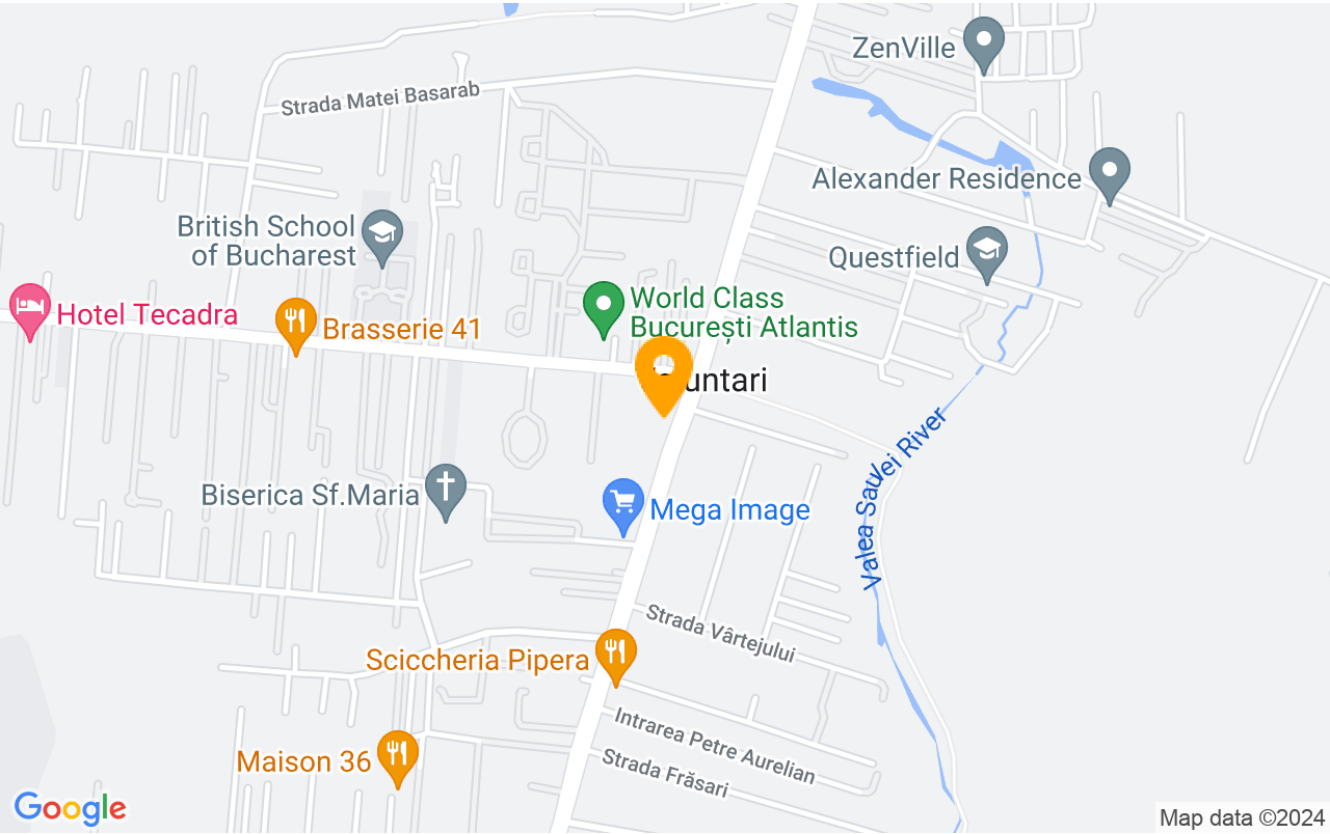 ZenVille
Strada Matei Basarab
Alexander Residence
British School
of Bucharest
Questfield
World Class
București Atlantis
Hotel Tecadra
Brasserie 41
untari
Valea Saulei River
Biserica Sf.Maria
Mega Image
Strada Vârtejului
Sciccheria Pipera
Intrarea Petre Aurelian
Maison 36
Strada Frăsari
Google
Map data ©2024